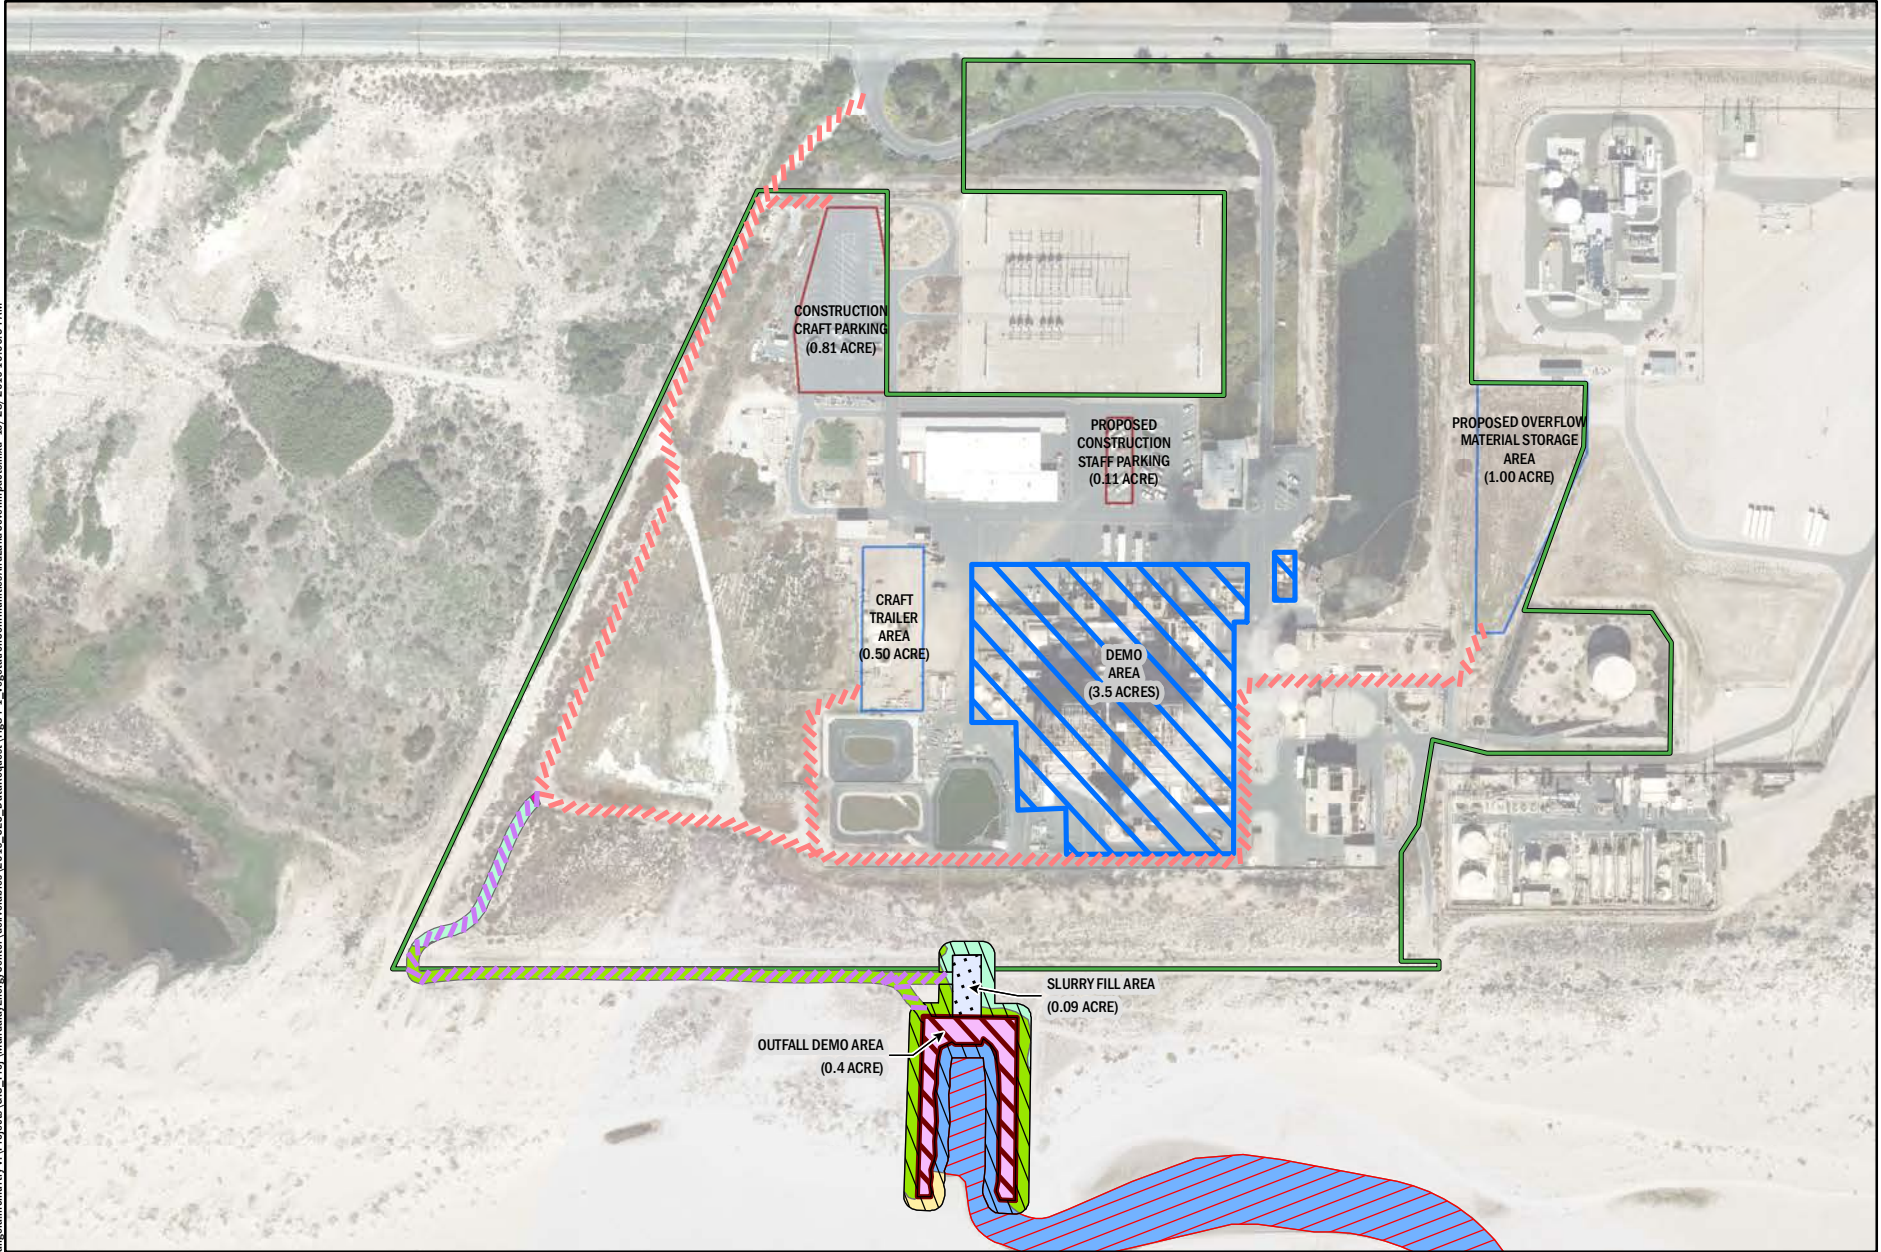 CONSTRUCTION
CRAFT PARKING
(0.81 ACRE)
PROPOSED
CONSTRUCTION
STAFF PARKING
(0.11 ACRE)
PROPOSED OVERFLOW
MATERIAL STORAGE
AREA
(1.00 ACRE)
CRAFT
TRAILER
AREA
(0.50 ACRE)
DEMO
AREA
(3.5 ACRES)
SLURRY FILL AREA
(0.09 ACRE)
OUTFALL DEMO AREA
(0.4 ACRE)